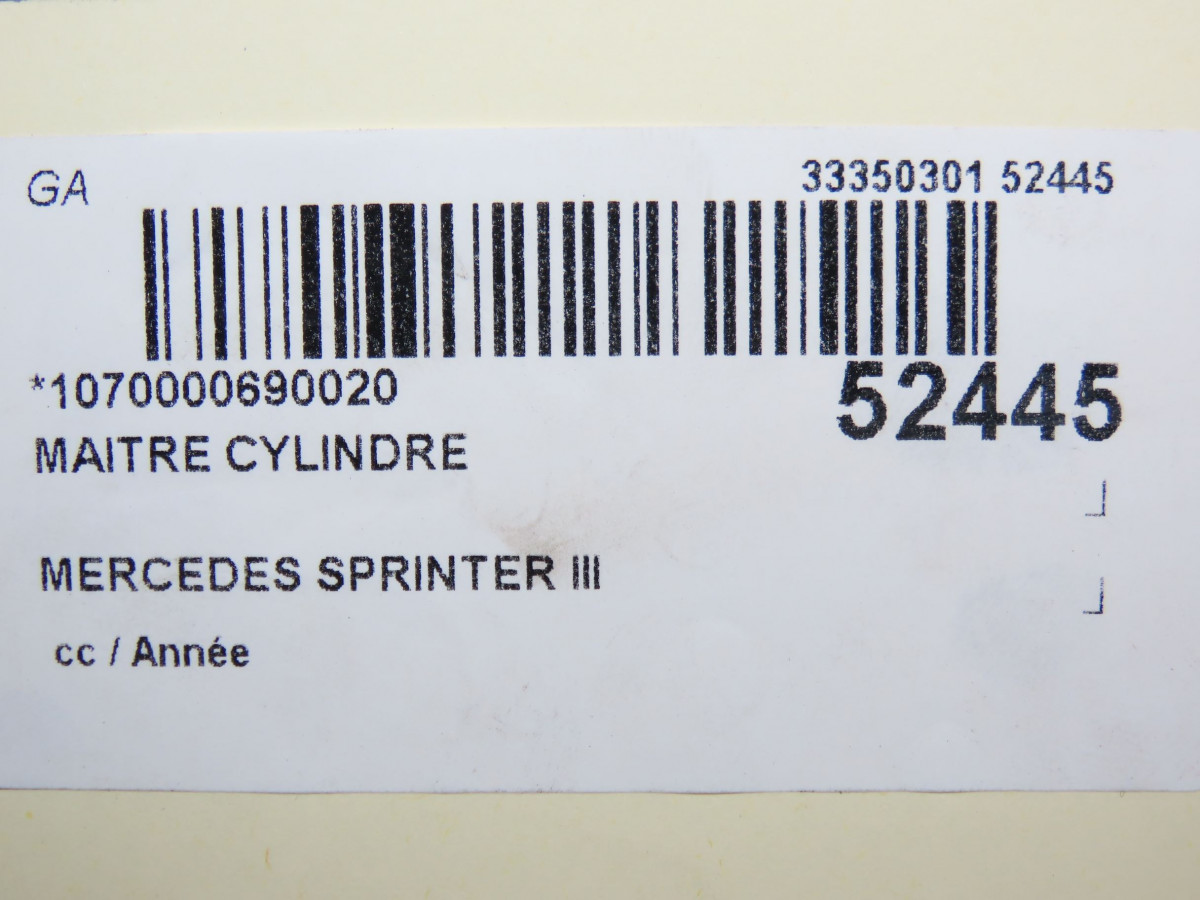 GA
33350301 52445
*1070000690020
52445
MAITRE CYLINDRE
MERCEDES SPRINTER III
cc / Année